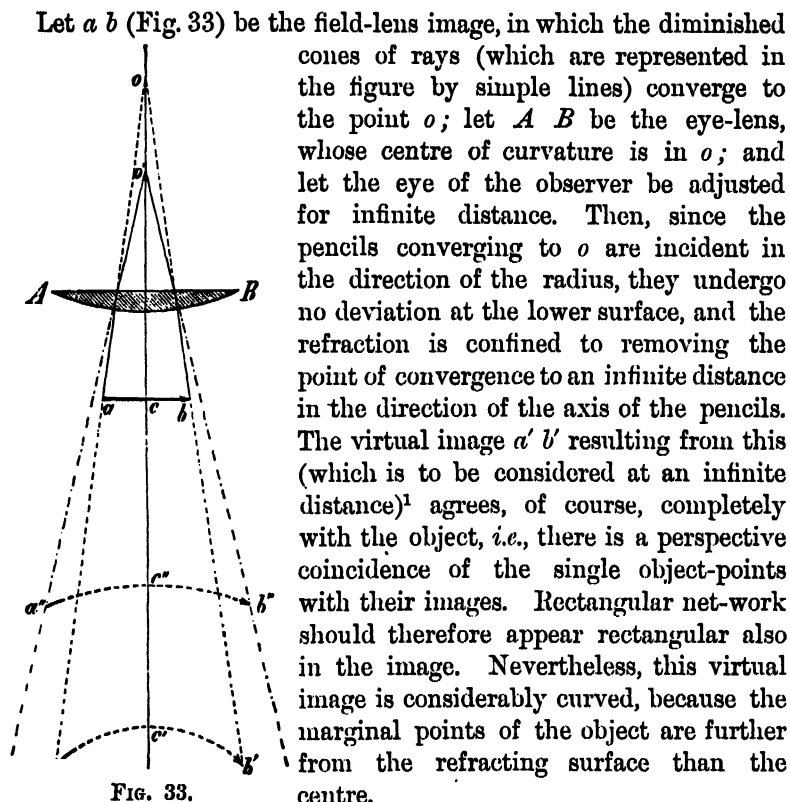 Let a b (Fig. 33) be the field-lens image, in which the diminished
cones of rays (which are represented in
the figure by simple lines) converge to
the point o; let A B be the eye-lens,
whose centre of curvature is in o; and
let the eye of the observer be adjusted
for infinite distance. Then, since the
pencils converging to o are incident in
the direction of the radius, they undergo
no deviation at the lower surface, and the
refraction is confined to removing the
point of convergence to an infinite distance
in the direction of the axis of the pencils.
The virtual image a′ b′ resulting from this
(which is to be considered at an infinite
distance)¹ agrees, of course, completely
with the object, i.e., there is a perspective
coincidence of the single object-points
with their images. Rectangular net-work
should therefore appear rectangular also
in the image. Nevertheless, this virtual
image is considerably curved, because the
marginal points of the object are further
from the refracting surface than the
centre.
o
A
B
a
c
b
c″
a″
b″
c′
b′
FIG. 33.